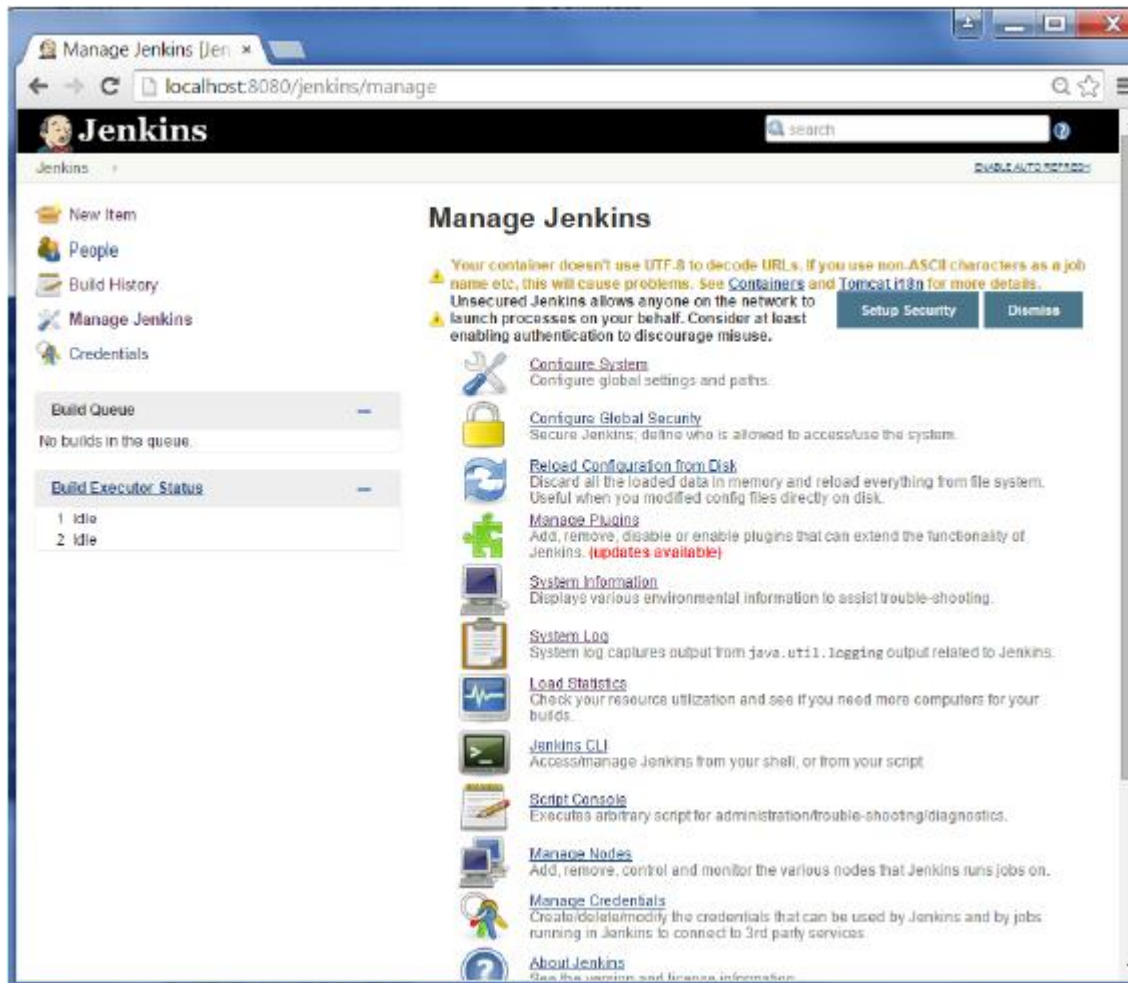 Manage Jenkins [Jen ×
localhost:8080/jenkins/manage
Jenkins
search
Jenkins
ENABLE AUTO REFRESH
New Item
People
Build History
Manage Jenkins
Credentials
Build Queue
No builds in the queue.
Build Executor Status
1 Idle
2 Idle
Manage Jenkins
Your container doesn't use UTF-8 to decode URLs. If you use non-ASCII characters as a job
name etc, this will cause problems. See Containers and Tomcat i18n for more details.
Unsecured Jenkins allows anyone on the network to
launch processes on your behalf. Consider at least
enabling authentication to discourage misuse.
Setup Security
Dismiss
Configure System
Configure global settings and paths.
Configure Global Security
Secure Jenkins; define who is allowed to access/use the system.
Reload Configuration from Disk
Discard all the loaded data in memory and reload everything from file system.
Useful when you modified config files directly on disk.
Manage Plugins
Add, remove, disable or enable plugins that can extend the functionality of
Jenkins. (updates available)
System Information
Displays various environmental information to assist trouble-shooting.
System Log
System log captures output from java.util.logging output related to Jenkins.
Load Statistics
Check your resource utilization and see if you need more computers for your
builds.
Jenkins CLI
Access/manage Jenkins from your shell, or from your script.
Script Console
Executes arbitrary script for administration/trouble-shooting/diagnostics.
Manage Nodes
Add, remove, control and monitor the various nodes that Jenkins runs jobs on.
Manage Credentials
Create/delete/modify the credentials that can be used by Jenkins and by jobs
running in Jenkins to connect to 3rd party services
About Jenkins
See the version and license information